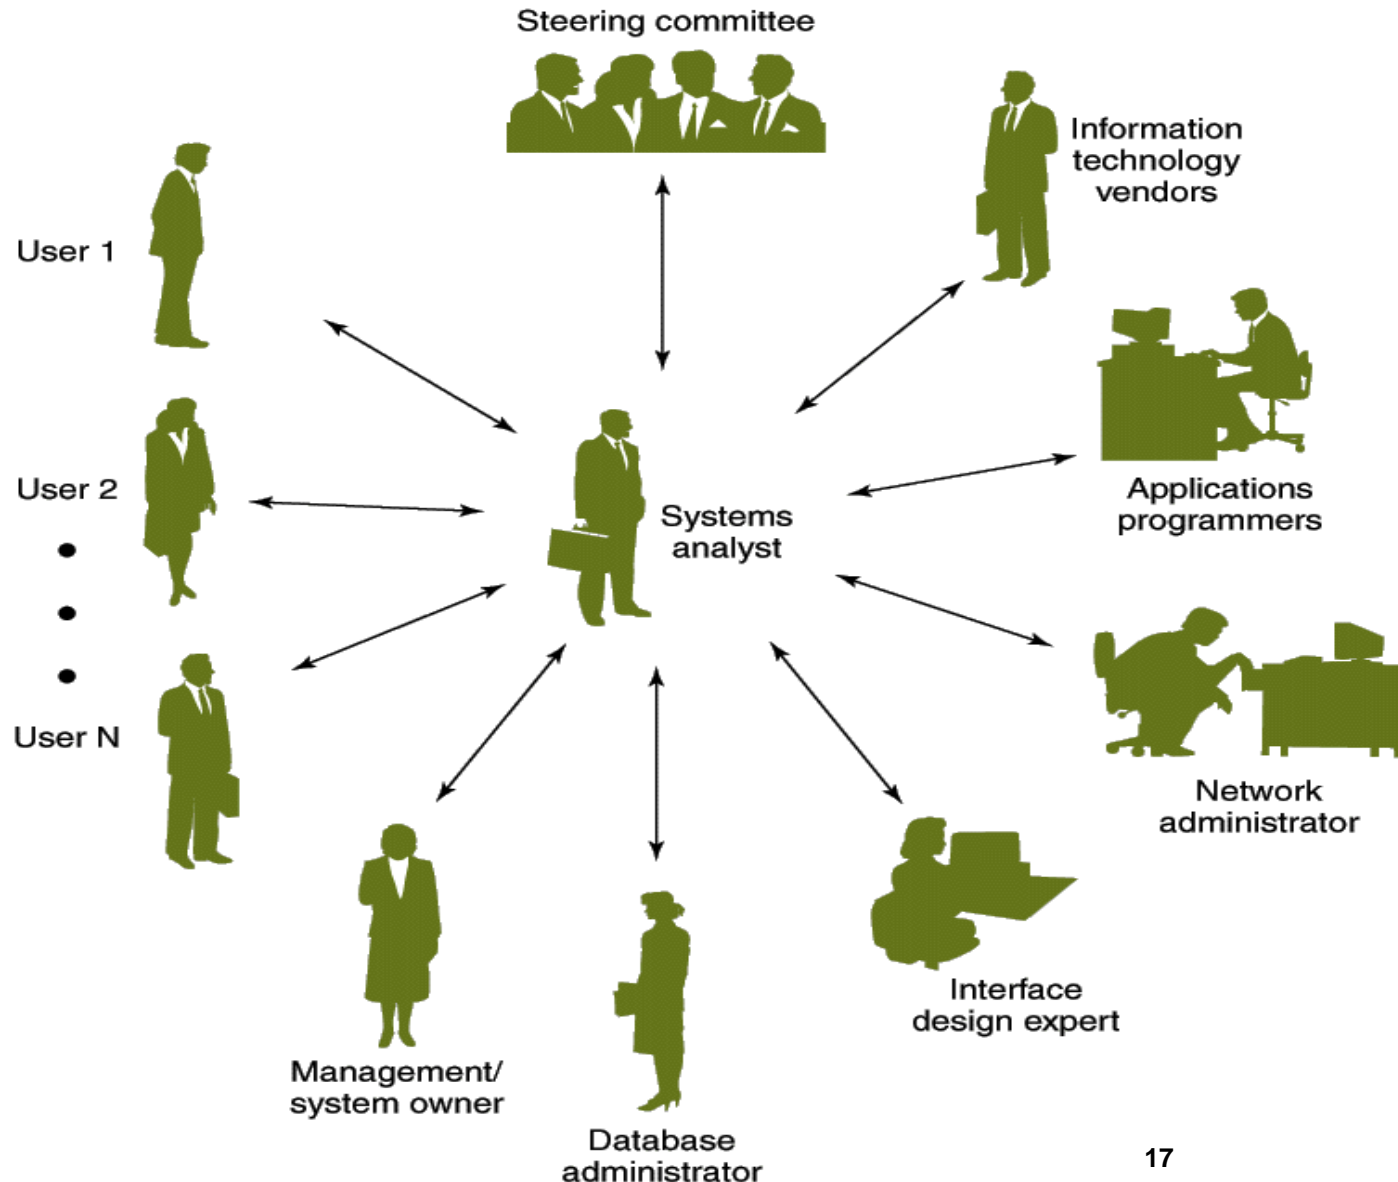 Steering committee
Information
technology
vendors
User 1
Applications
programmers
User 2
Systems
analyst
User N
Network
administrator
Interface
design expert
Management/
system owner
Database
administrator
17